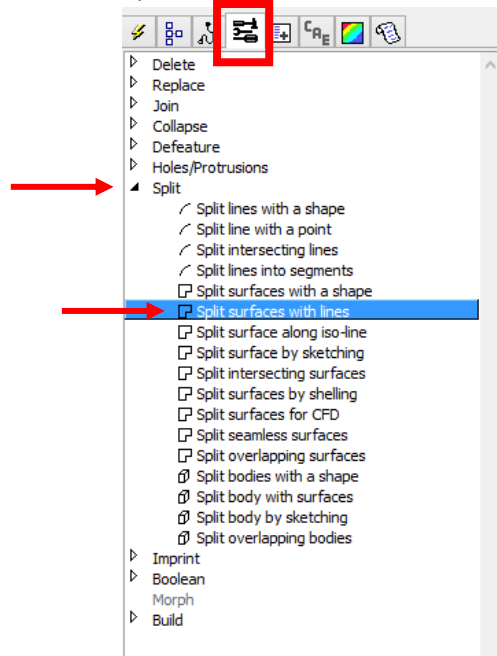 CAE
Delete
Replace
Join
Collapse
Defeature
Holes/Protrusions
Split
Split lines with a shape
Split line with a point
Split intersecting lines
Split lines into segments
Split surfaces with a shape
Split surfaces with lines
Split surface along iso-line
Split surface by sketching
Split intersecting surfaces
Split surfaces by shelling
Split surfaces for CFD
Split seamless surfaces
Split overlapping surfaces
Split bodies with a shape
Split body with surfaces
Split body by sketching
Split overlapping bodies
Imprint
Boolean
Morph
Build